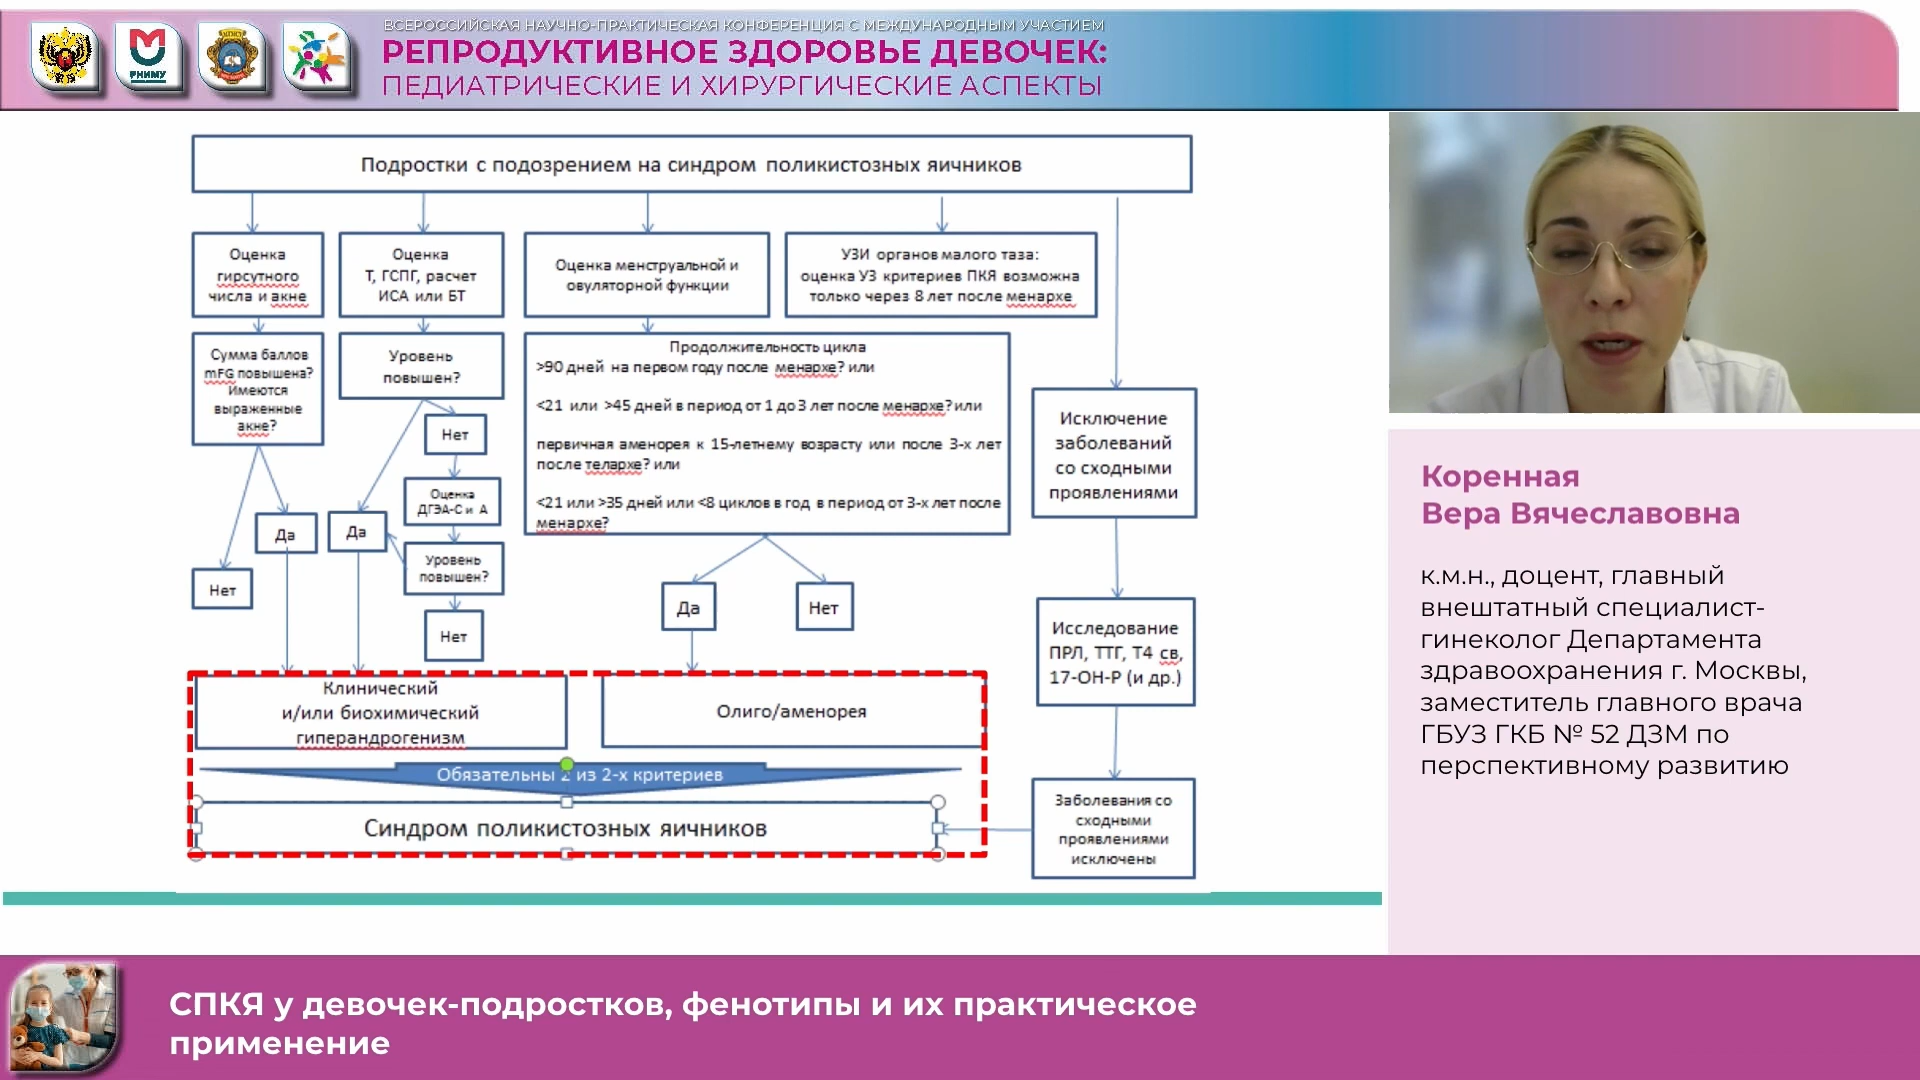 ВСЕРОССИЙСКАЯ НАУЧНО-ПРАКТИЧЕСКАЯ КОНФЕРЕНЦИЯ С МЕЖДУНАРОДНЫМ УЧАСТИЕМ
РЕПРОДУКТИВНОЕ ЗДОРОВЬЕ ДЕВОЧЕК:
ПЕДИАТРИЧЕСКИЕ И ХИРУРГИЧЕСКИЕ АСПЕКТЫ
РНИМУ
Подростки с подозрением на синдром поликистозных яичников
Оценка
гирсутного
числа и акне
Оценка
Т, ГСПГ, расчет
ИСА или БТ
Оценка менструальной и
овуляторной функции
УЗИ органов малого таза:
оценка УЗ критериев ПКЯ возможна
только через 8 лет после менархе
Сумма баллов
mFG повышена?
Имеются
выраженные
акне?
Уровень
повышен?
Продолжительность цикла
>90 дней на первом году после менархе? или
<21 или >45 дней в период от 1 до 3 лет после менархе? или
первичная аменорея к 15-летнему возрасту или после 3-х лет
после телархе? или
<21 или >35 дней или <8 циклов в год в период от 3-х лет после
менархе?
Исключение
заболеваний
со сходными
проявлениями
Нет
Оценка
ДГЭА-С и А
Да
Да
Уровень
повышен?
Нет
Нет
Да
Нет
Исследование
ПРЛ, ТТГ, Т4 св,
17-ОН-Р (и др.)
Клинический
и/или биохимический
гиперандрогенизм
Олиго/аменорея
Обязательны 2 из 2-х критериев
Синдром поликистозных яичников
Заболевания со
сходными
проявлениями
исключены
Коренная
Вера Вячеславовна
к.м.н., доцент, главный
внештатный специалист-
гинеколог Департамента
здравоохранения г. Москвы,
заместитель главного врача
ГБУЗ ГКБ № 52 ДЗМ по
перспективному развитию
СПКЯ у девочек-подростков, фенотипы и их практическое
применение